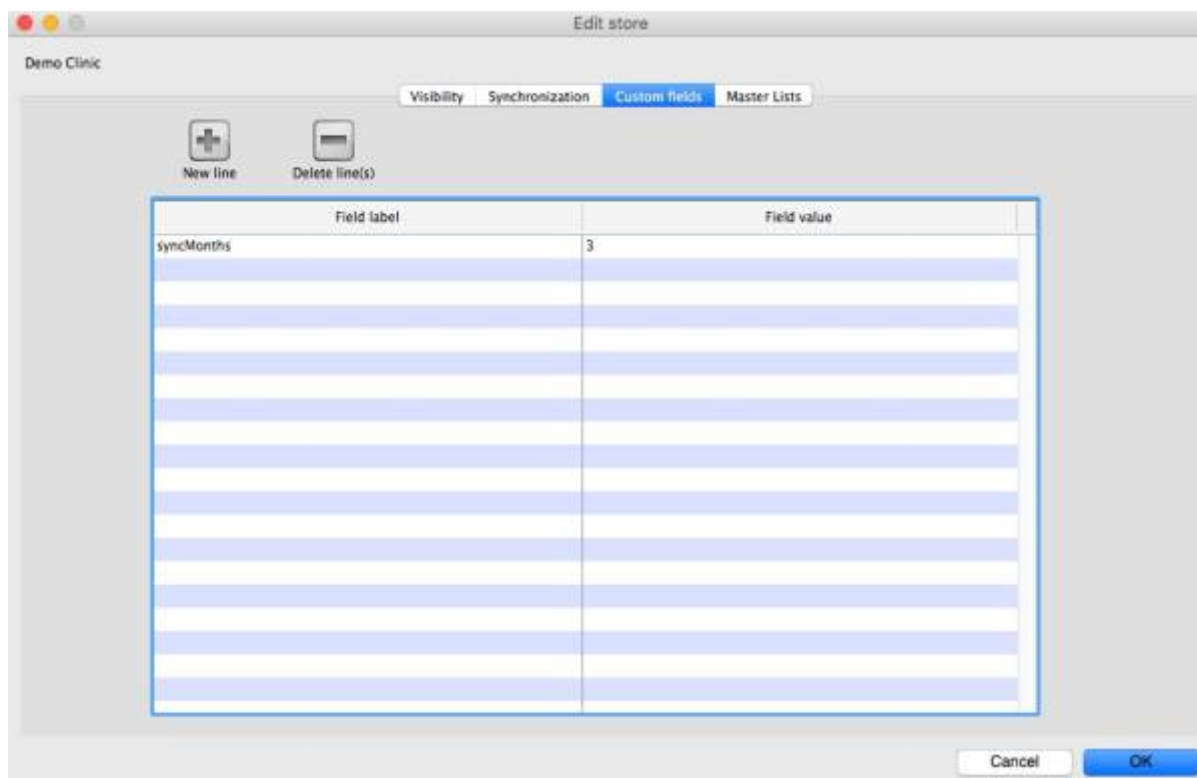 Edit store
Demo Clinic
Visibility Synchronization Custom fields Master Lists
New line Delete line(s)
Field label Field value
syncMonths 3
Cancel OK